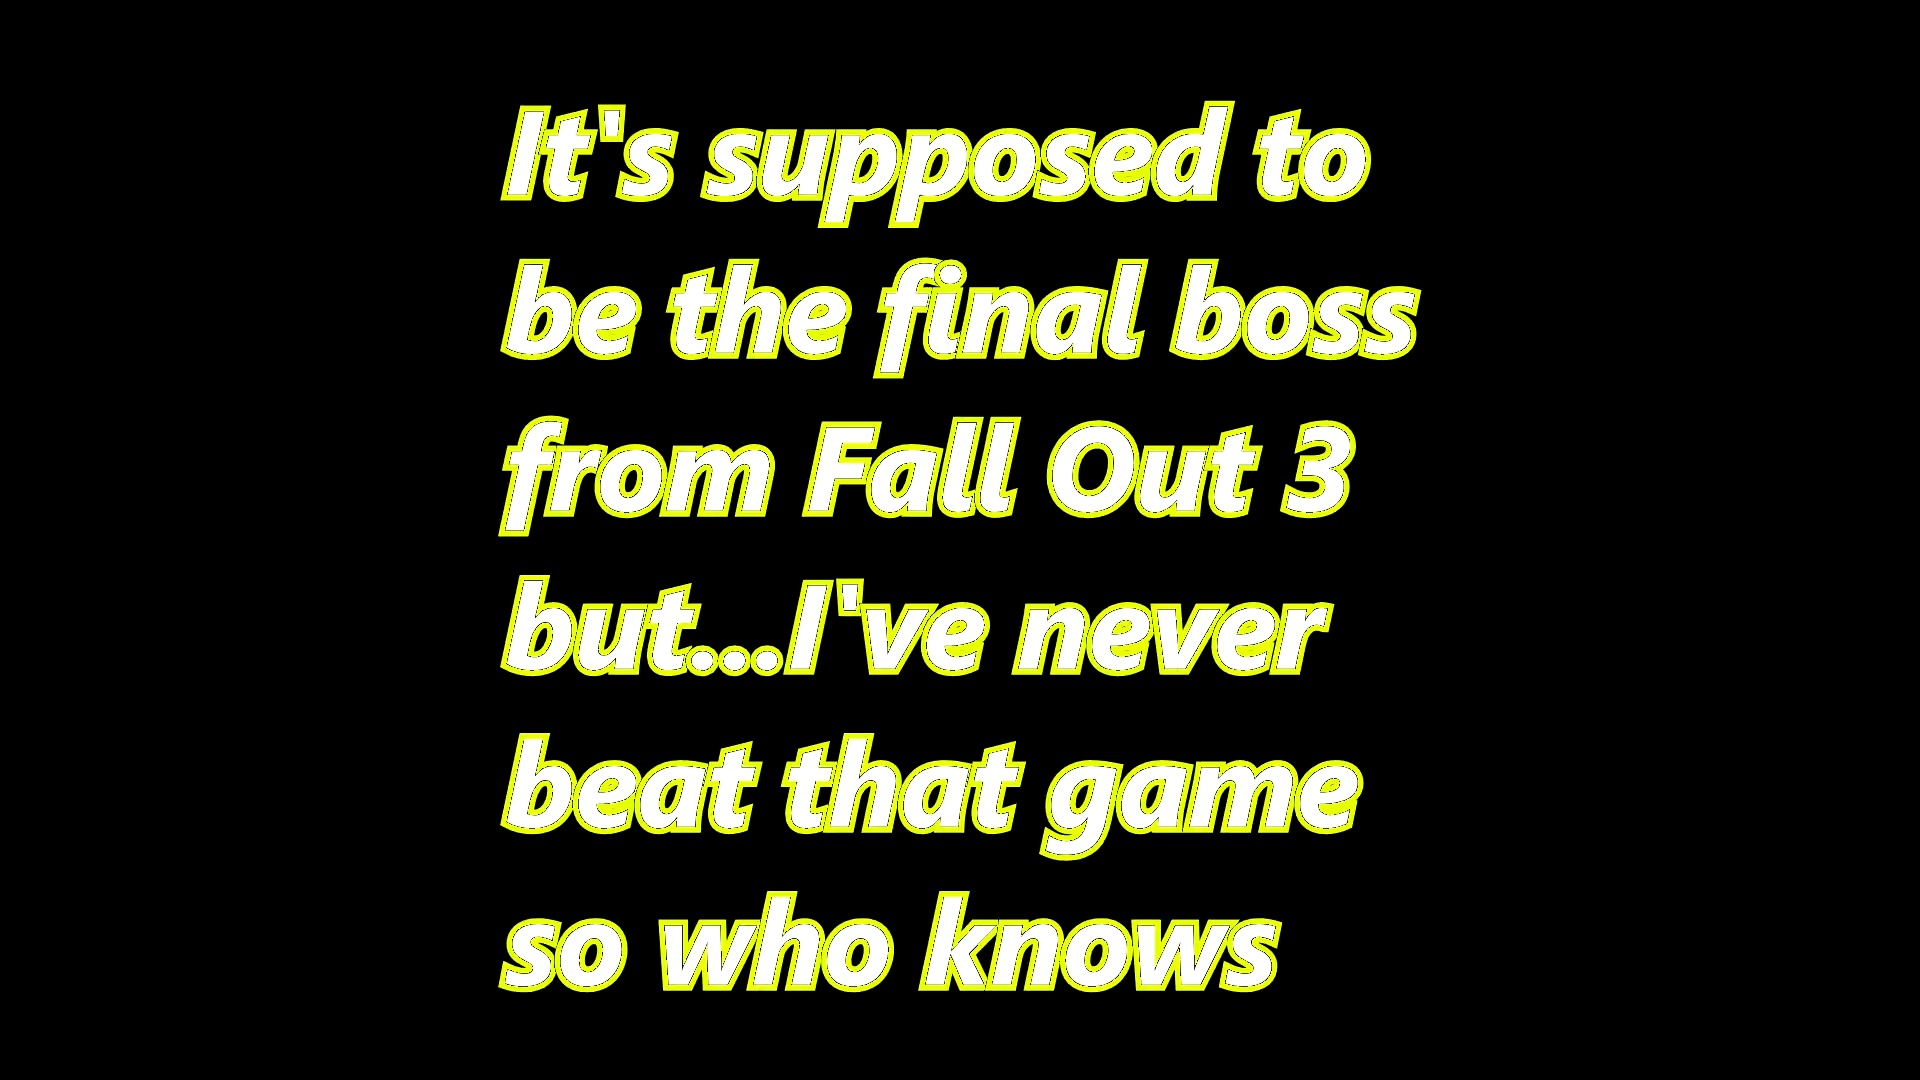 It's supposed to
be the final boss
from Fall Out 3
but...I've never
beat that game
so who knows